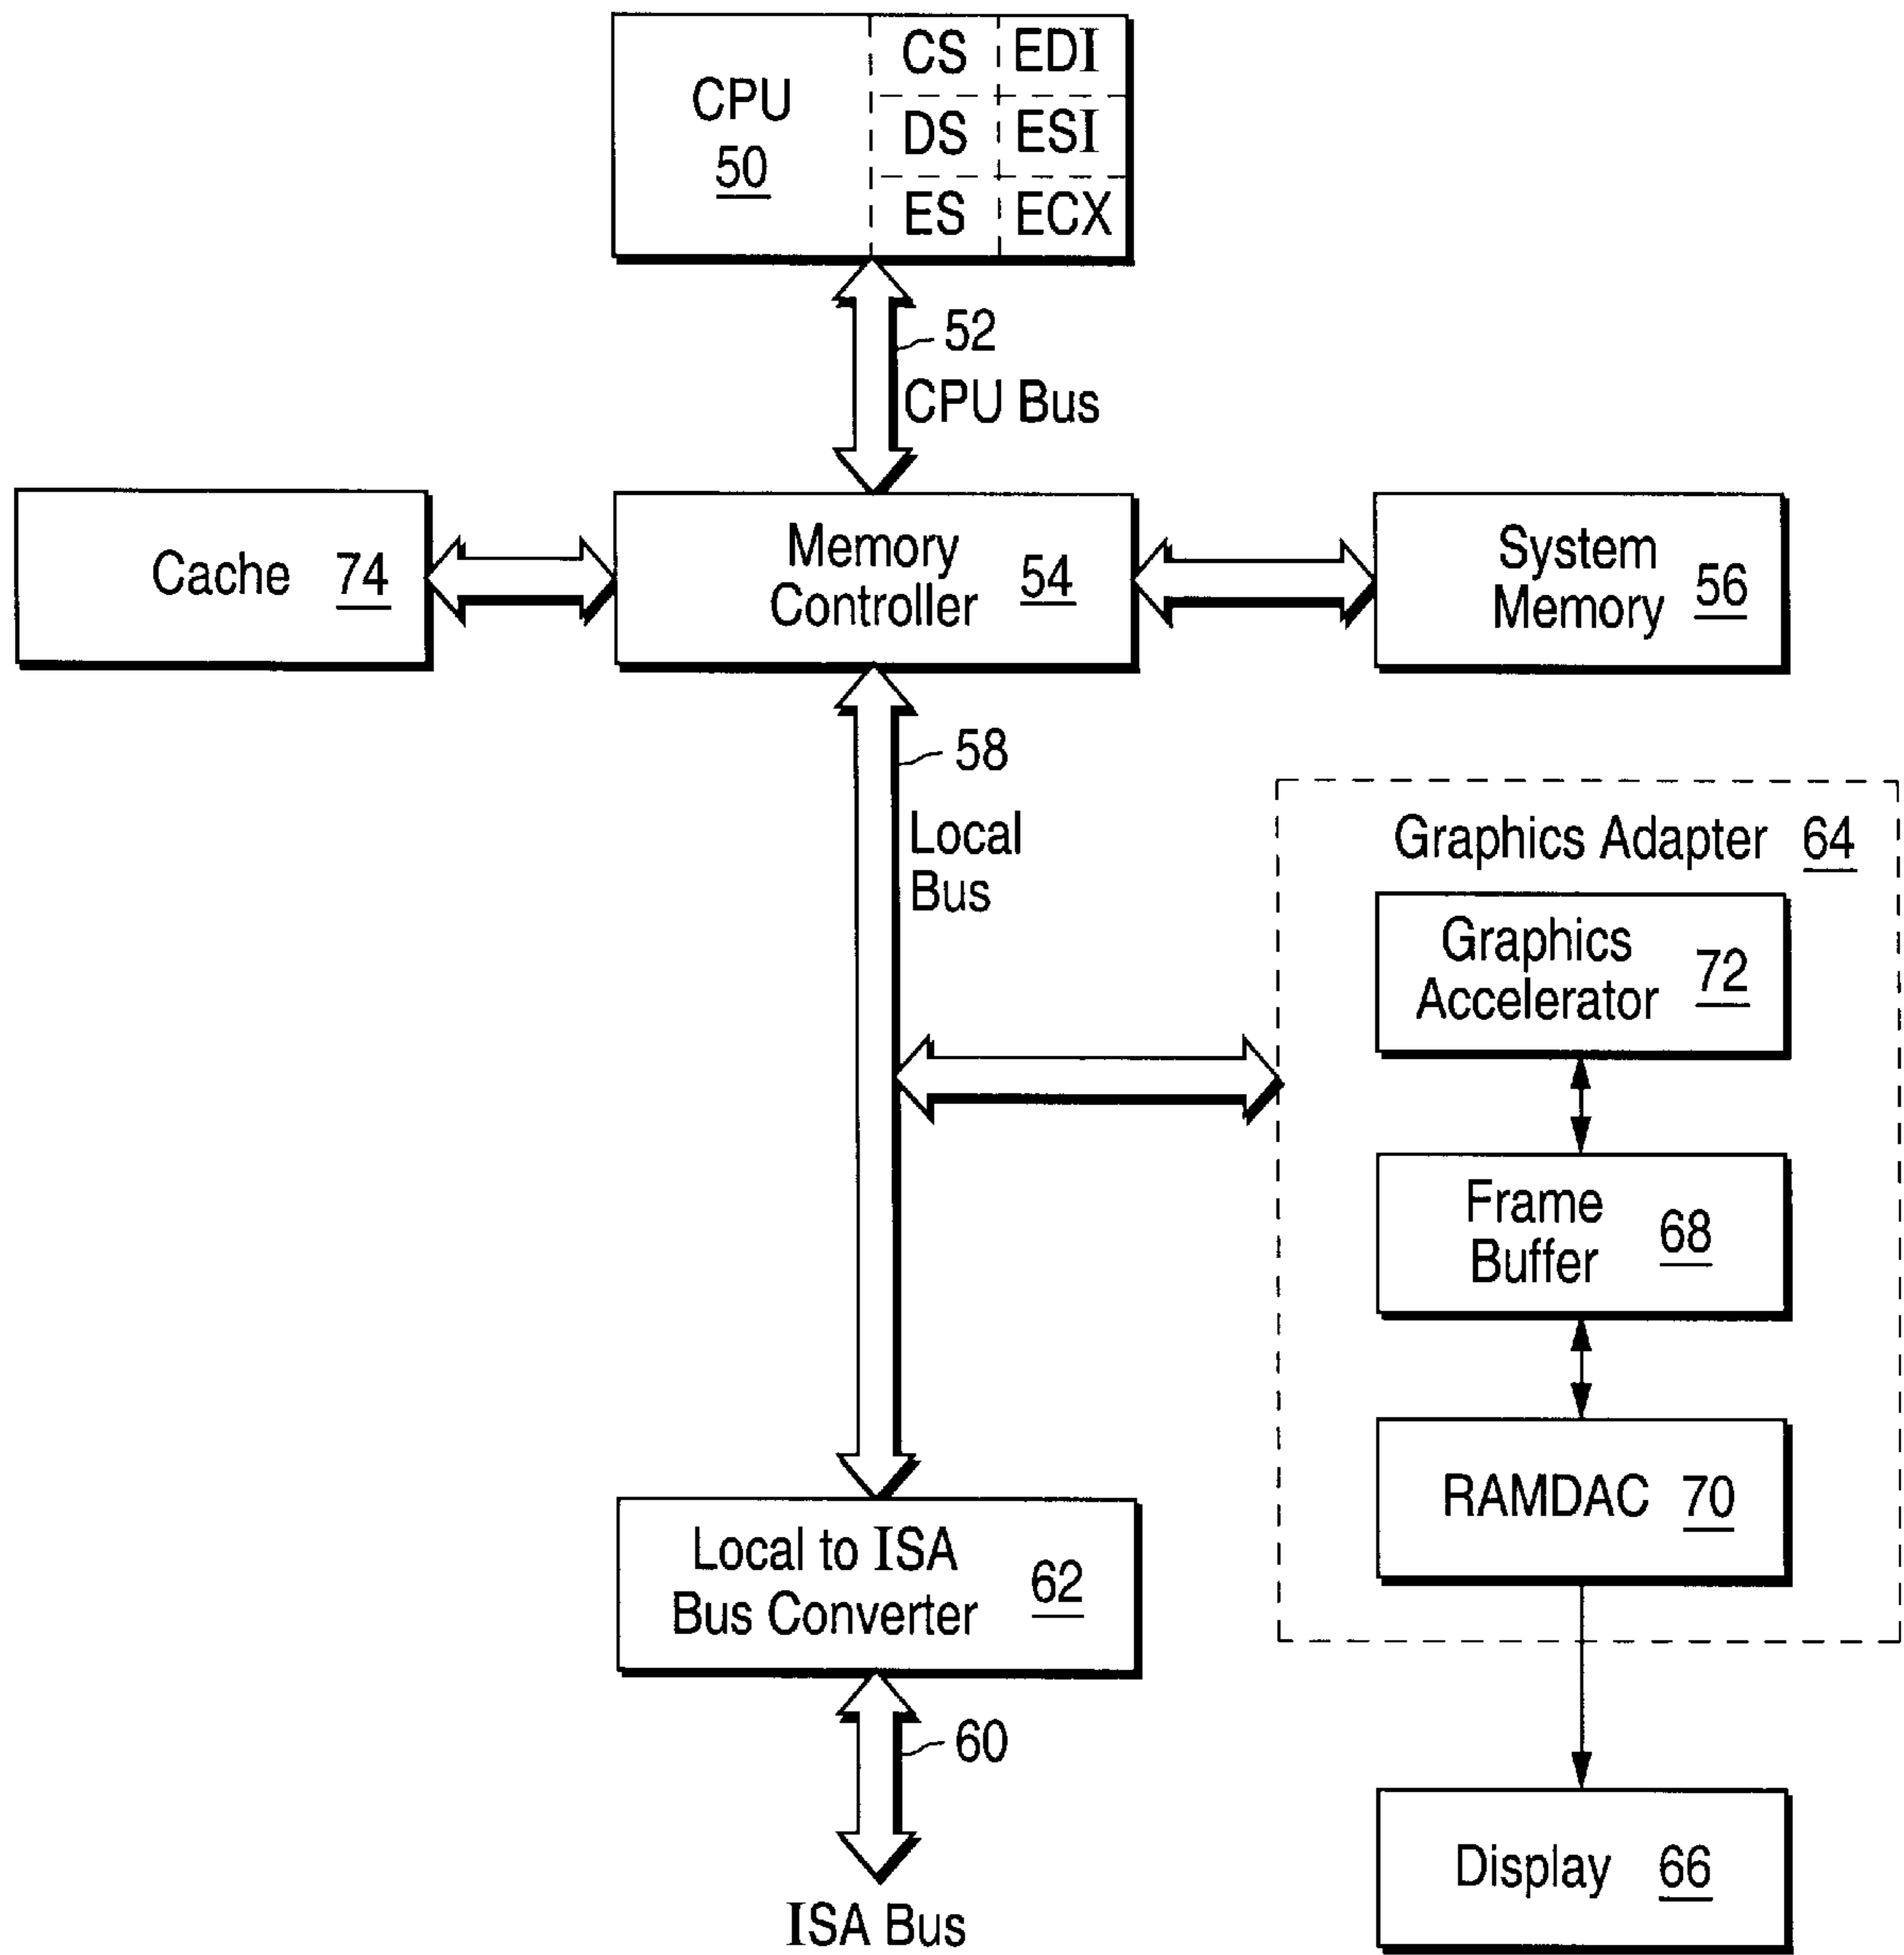 CPU
50
CS EDI
DS ESI
ES ECX
52
CPU Bus
Cache 74
Memory
Controller 54
System
Memory 56
58
Local
Bus
Graphics Adapter 64
Graphics
Accelerator 72
Frame
Buffer 68
RAMDAC 70
Local to ISA
Bus Converter 62
60
ISA Bus
Display 66